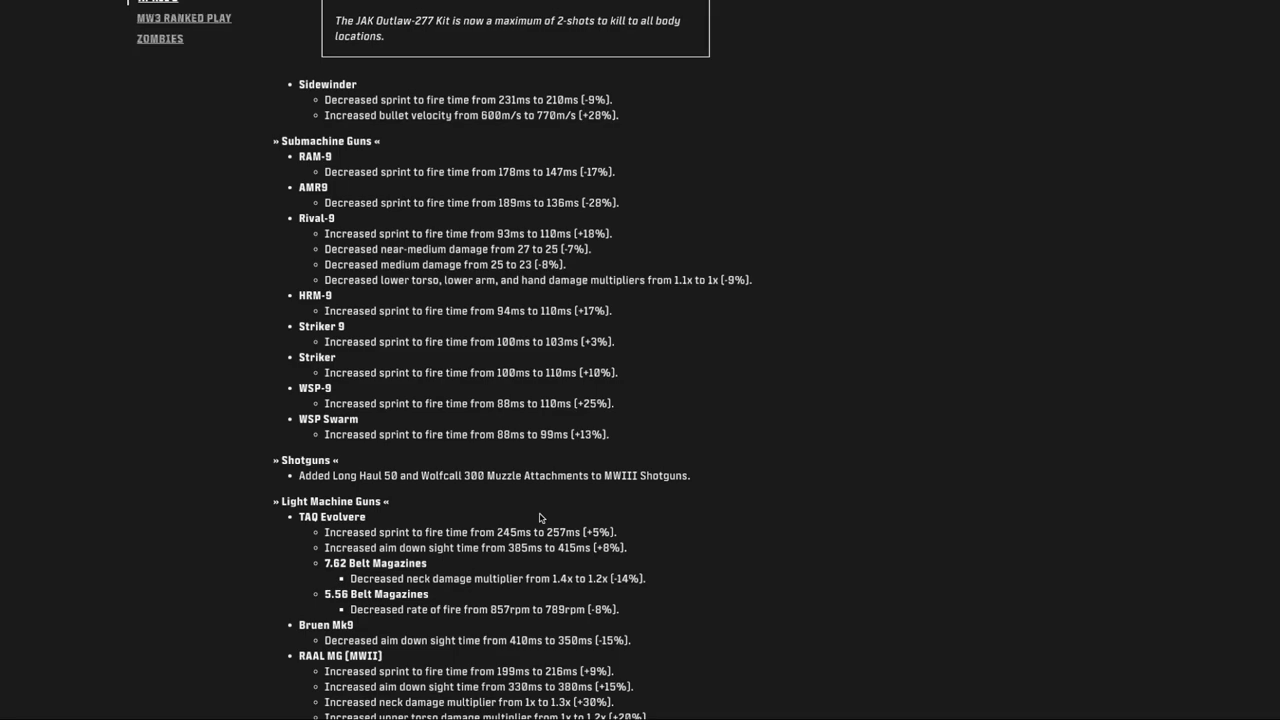 MW3 RANKED PLAY
ZOMBIES
The JAK Outlaw-277 Kit is now a maximum of 2-shots to kill to all body
locations.
• Sidewinder
◦ Decreased sprint to fire time from 231ms to 210ms (-9%).
◦ Increased bullet velocity from 600m/s to 770m/s (+28%).
» Submachine Guns «
• RAM-9
◦ Decreased sprint to fire time from 178ms to 147ms (-17%).
• AMR9
◦ Decreased sprint to fire time from 189ms to 136ms (-28%).
• Rival-9
◦ Increased sprint to fire time from 93ms to 110ms (+18%).
◦ Decreased near-medium damage from 27 to 25 (-7%).
◦ Decreased medium damage from 25 to 23 (-8%).
◦ Decreased lower torso, lower arm, and hand damage multipliers from 1.1x to 1x (-9%).
• HRM-9
◦ Increased sprint to fire time from 94ms to 110ms (+17%).
• Striker 9
◦ Increased sprint to fire time from 100ms to 103ms (+3%).
• Striker
◦ Increased sprint to fire time from 100ms to 110ms (+10%).
• WSP-9
◦ Increased sprint to fire time from 88ms to 110ms (+25%).
• WSP Swarm
◦ Increased sprint to fire time from 88ms to 99ms (+13%).
» Shotguns «
• Added Long Haul 50 and Wolfcall 300 Muzzle Attachments to MWIII Shotguns.
» Light Machine Guns «
• TAQ Evolvere
◦ Increased sprint to fire time from 245ms to 257ms (+5%).
◦ Increased aim down sight time from 385ms to 415ms (+8%).
◦ 7.62 Belt Magazines
▪ Decreased neck damage multiplier from 1.4x to 1.2x (-14%).
◦ 5.56 Belt Magazines
▪ Decreased rate of fire from 857rpm to 789rpm (-8%).
• Bruen Mk9
◦ Decreased aim down sight time from 410ms to 350ms (-15%).
• RAAL MG (MWII)
◦ Increased sprint to fire time from 199ms to 216ms (+9%).
◦ Increased aim down sight time from 330ms to 380ms (+15%).
◦ Increased neck damage multiplier from 1x to 1.3x (+30%).
◦ Increased upper torso damage multiplier from 1x to 1.2x (+20%).